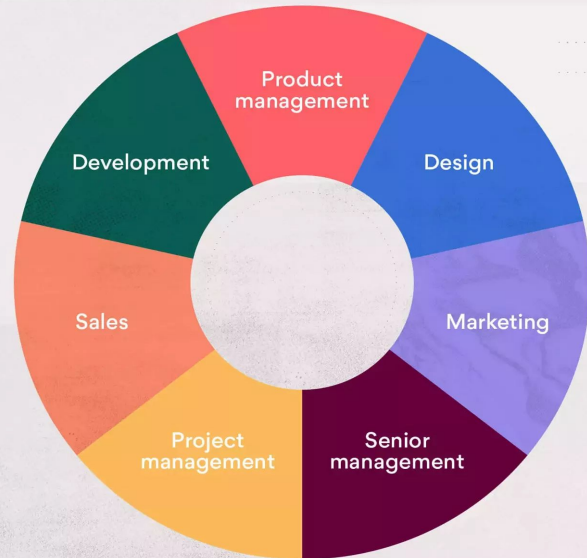 Product
management
Design
Marketing
Senior
management
Project
management
Sales
Development